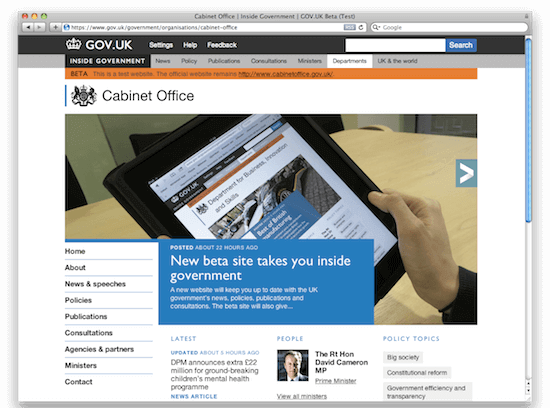 Cabinet Office | Inside Government | GOV.UK Beta (Test)
https://www.gov.uk/government/organisations/cabinet-office
Google
GOV.UK Settings Help Feedback Search
INSIDE GOVERNMENT News Policy Publications Consultations Ministers Departments UK & the world
BETA This is a test website. The official website remains http://www.cabinetoffice.gov.uk/
Cabinet Office
GOV.UK
Department for Business, Innovation
and Skills
Best of British
manufacturing
>
POSTED ABOUT 22 HOURS AGO
New beta site takes you inside
government
A new website will keep you up to date with the UK
government's news, policies, publications and
consultations. The beta site will also give...
Home
About
News & speeches
Policies
Publications
Consultations
Agencies & partners
Ministers
Contact
LATEST
UPDATED ABOUT 5 HOURS AGO
DPM announces extra £22
million for ground-breaking
children's mental health
programme
NEWS ARTICLE
PEOPLE
The Rt Hon
David Cameron
MP
Prime Minister
View all ministers
POLICY TOPICS
Big society
Constitutional reform
Government efficiency and
transparency